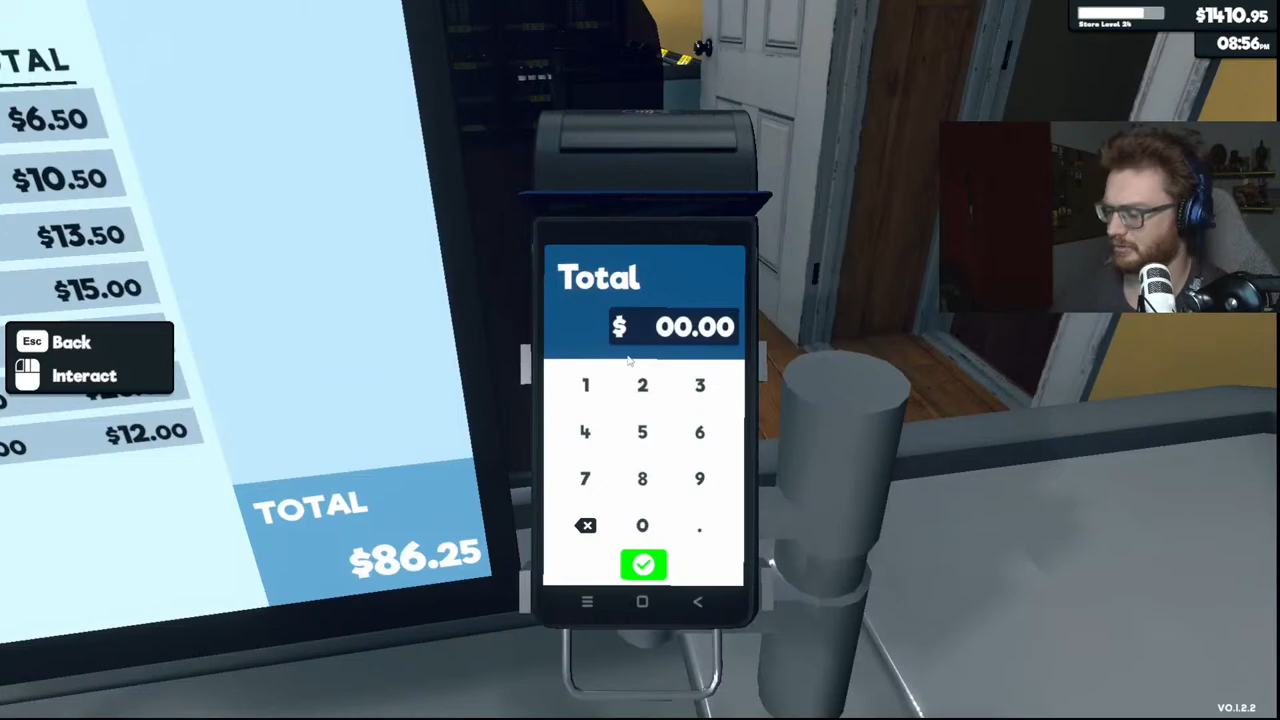 $1410.95
Store Level 24
08:56PM
TAL
$6.50
$10.50
$13.50
$15.00
$12.00
TOTAL
$86.25
Esc Back
Interact
Total
$ 00.00
1 2 3
4 5 6
7 8 9
0 .
V0.1.2.2